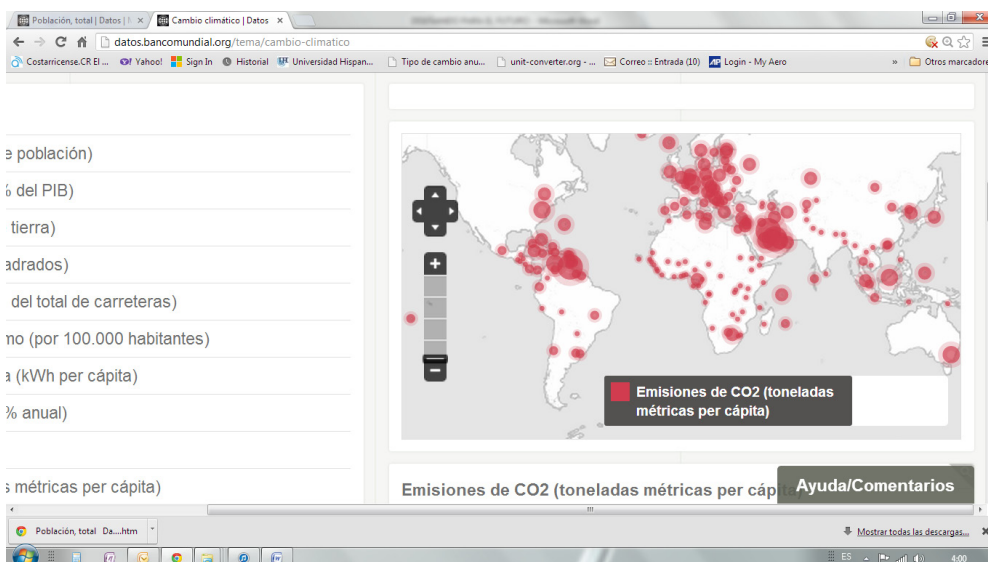 Población, total | Datos |
Cambio climático | Datos
datos.bancomundial.org/tema/cambio-climatico
Costarricense.CR El ... Yahoo! Sign In Historial Universidad Hispan... Tipo de cambio anu... unit-converter.org - ... Correo :: Entrada (10) Login - My Aero » Otros marcadore
e población)
% del PIB)
tierra)
adrados)
del total de carreteras)
mo (por 100.000 habitantes)
a (kWh per cápita)
% anual)
s métricas per cápita)
Emisiones de CO2 (toneladas
métricas per cápita)
Emisiones de CO2 (toneladas métricas per cápita)
Ayuda/Comentarios
Población, total Da....htm
Mostrar todas las descargas...
ES 4:00